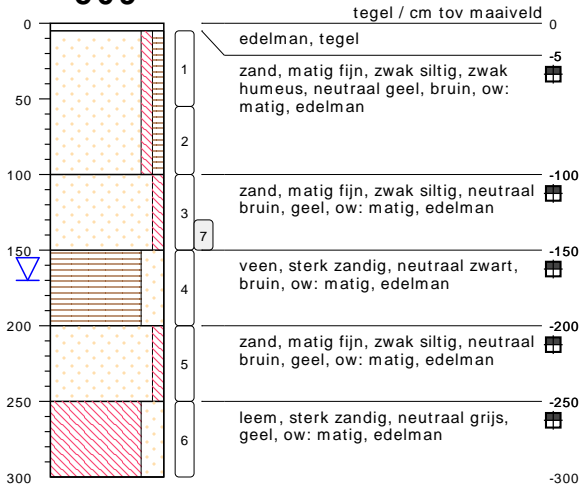 tegel / cm tov maaiveld
0
0
edelman, tegel
-5
zand, matig fijn, zwak siltig, zwak
humeus, neutraal geel, bruin, ow:
matig, edelman
1
50
2
100
-100
zand, matig fijn, zwak siltig, neutraal
bruin, geel, ow: matig, edelman
3
7
150
-150
veen, sterk zandig, neutraal zwart,
bruin, ow: matig, edelman
4
200
-200
zand, matig fijn, zwak siltig, neutraal
bruin, geel, ow: matig, edelman
5
250
-250
leem, sterk zandig, neutraal grijs,
geel, ow: matig, edelman
6
300
-300